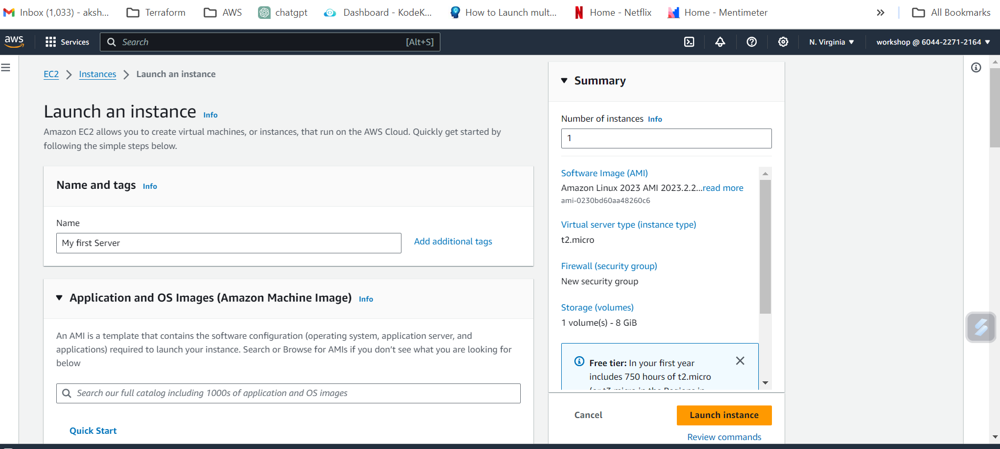 Inbox (1,033) - aksh...
Terraform
AWS
chatgpt
Dashboard - KodeK...
How to Launch mult...
Home - Netflix
Home - Mentimeter
All Bookmarks
aws
Services
Search
[Alt+S]
N. Virginia
workshop @ 6044-2271-2164
EC2
Instances
Launch an instance
Launch an instance Info
Amazon EC2 allows you to create virtual machines, or instances, that run on the AWS Cloud. Quickly get started by
following the simple steps below.
Name and tags Info
Name
My first Server
Add additional tags
Application and OS Images (Amazon Machine Image) Info
An AMI is a template that contains the software configuration (operating system, application server, and
applications) required to launch your instance. Search or Browse for AMIs if you don't see what you are looking for
below
Search our full catalog including 1000s of application and OS images
Quick Start
Summary
Number of instances Info
1
Software Image (AMI)
Amazon Linux 2023 AMI 2023.2.2...read more
ami-0230bd60aa48260c6
Virtual server type (instance type)
t2.micro
Firewall (security group)
New security group
Storage (volumes)
1 volume(s) - 8 GiB
Free tier: In your first year
includes 750 hours of t2.micro
(or t3.micro in the Regions in
Cancel
Launch instance
Review commands